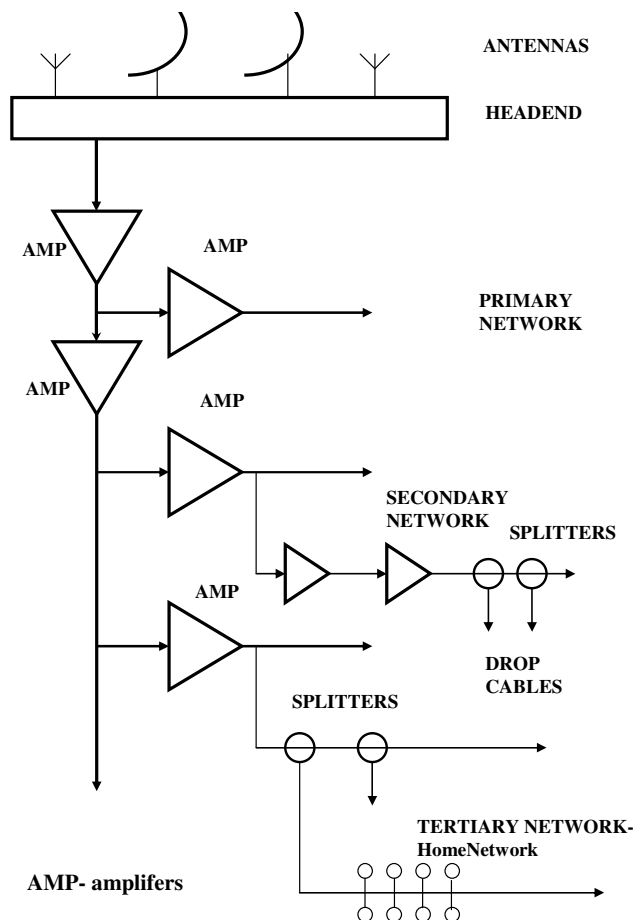 ANTENNAS
HEADEND
AMP
AMP
PRIMARY
NETWORK
AMP
AMP
SECONDARY
NETWORK
SPLITTERS
AMP
DROP
CABLES
SPLITTERS
TERTIARY NETWORK-
HomeNetwork
AMP- amplifers